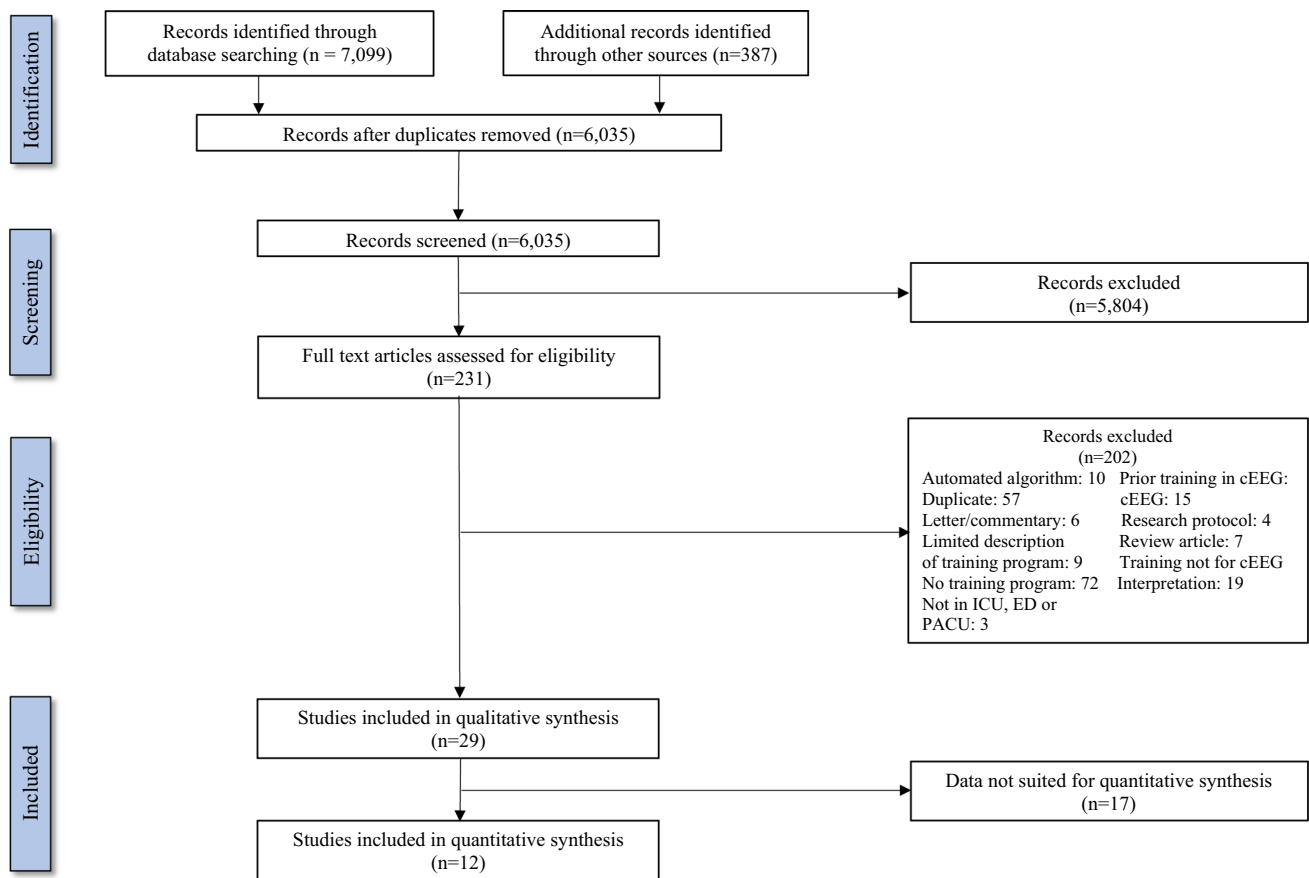 Identification
Records identified through
database searching (n = 7,099)
Additional records identified
through other sources (n=387)
Records after duplicates removed (n=6,035)
Screening
Records screened (n=6,035)
Records excluded
(n=5,804)
Full text articles assessed for eligibility
(n=231)
Eligibility
Records excluded
(n=202)
Automated algorithm: 10
Duplicate: 57
Letter/commentary: 6
Limited description
of training program: 9
No training program: 72
Not in ICU, ED or
PACU: 3
Prior training in cEEG:
cEEG: 15
Research protocol: 4
Review article: 7
Training not for cEEG
Interpretation: 19
Included
Studies included in qualitative synthesis
(n=29)
Data not suited for quantitative synthesis
(n=17)
Studies included in quantitative synthesis
(n=12)